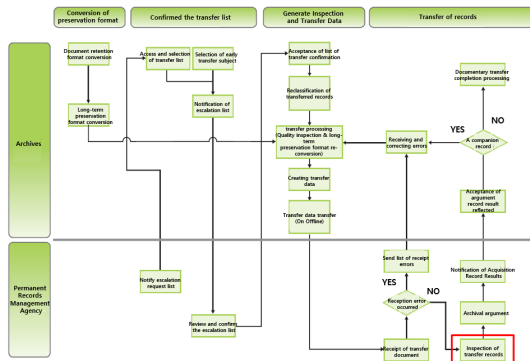 Conversion of
preservation format
Confirmed the transfer list
Generate Inspection
and Transfer Data
Transfer of records
Archives
Permanent
Records
Management
Agency
Document retention
format conversion
Long-term
preservation
format conversion
Access and selection
of transfer list
Selection of early
transfer subject
Notification of
escalation list
Notify escalation
request list
Review and confirm
the escalation list
Acceptance of list of
transfer confirmation
Reclassification of
transferred records
transfer processing
(Quality inspection & long-
term
preservation format re-
conversion)
Creating transfer
data
Transfer data transfer
(On Offline)
Receiving and
correcting errors
Send list of receipt
errors
YES
NO
Reception error
occurred
Receipt of transfer
document
Documentary transfer
completion processing
YES
NO
A companion
record
Acceptance of
argument
record result
reflected
Notification of Acquisition
Record Results
Archival argument
Inspection of
transfer records